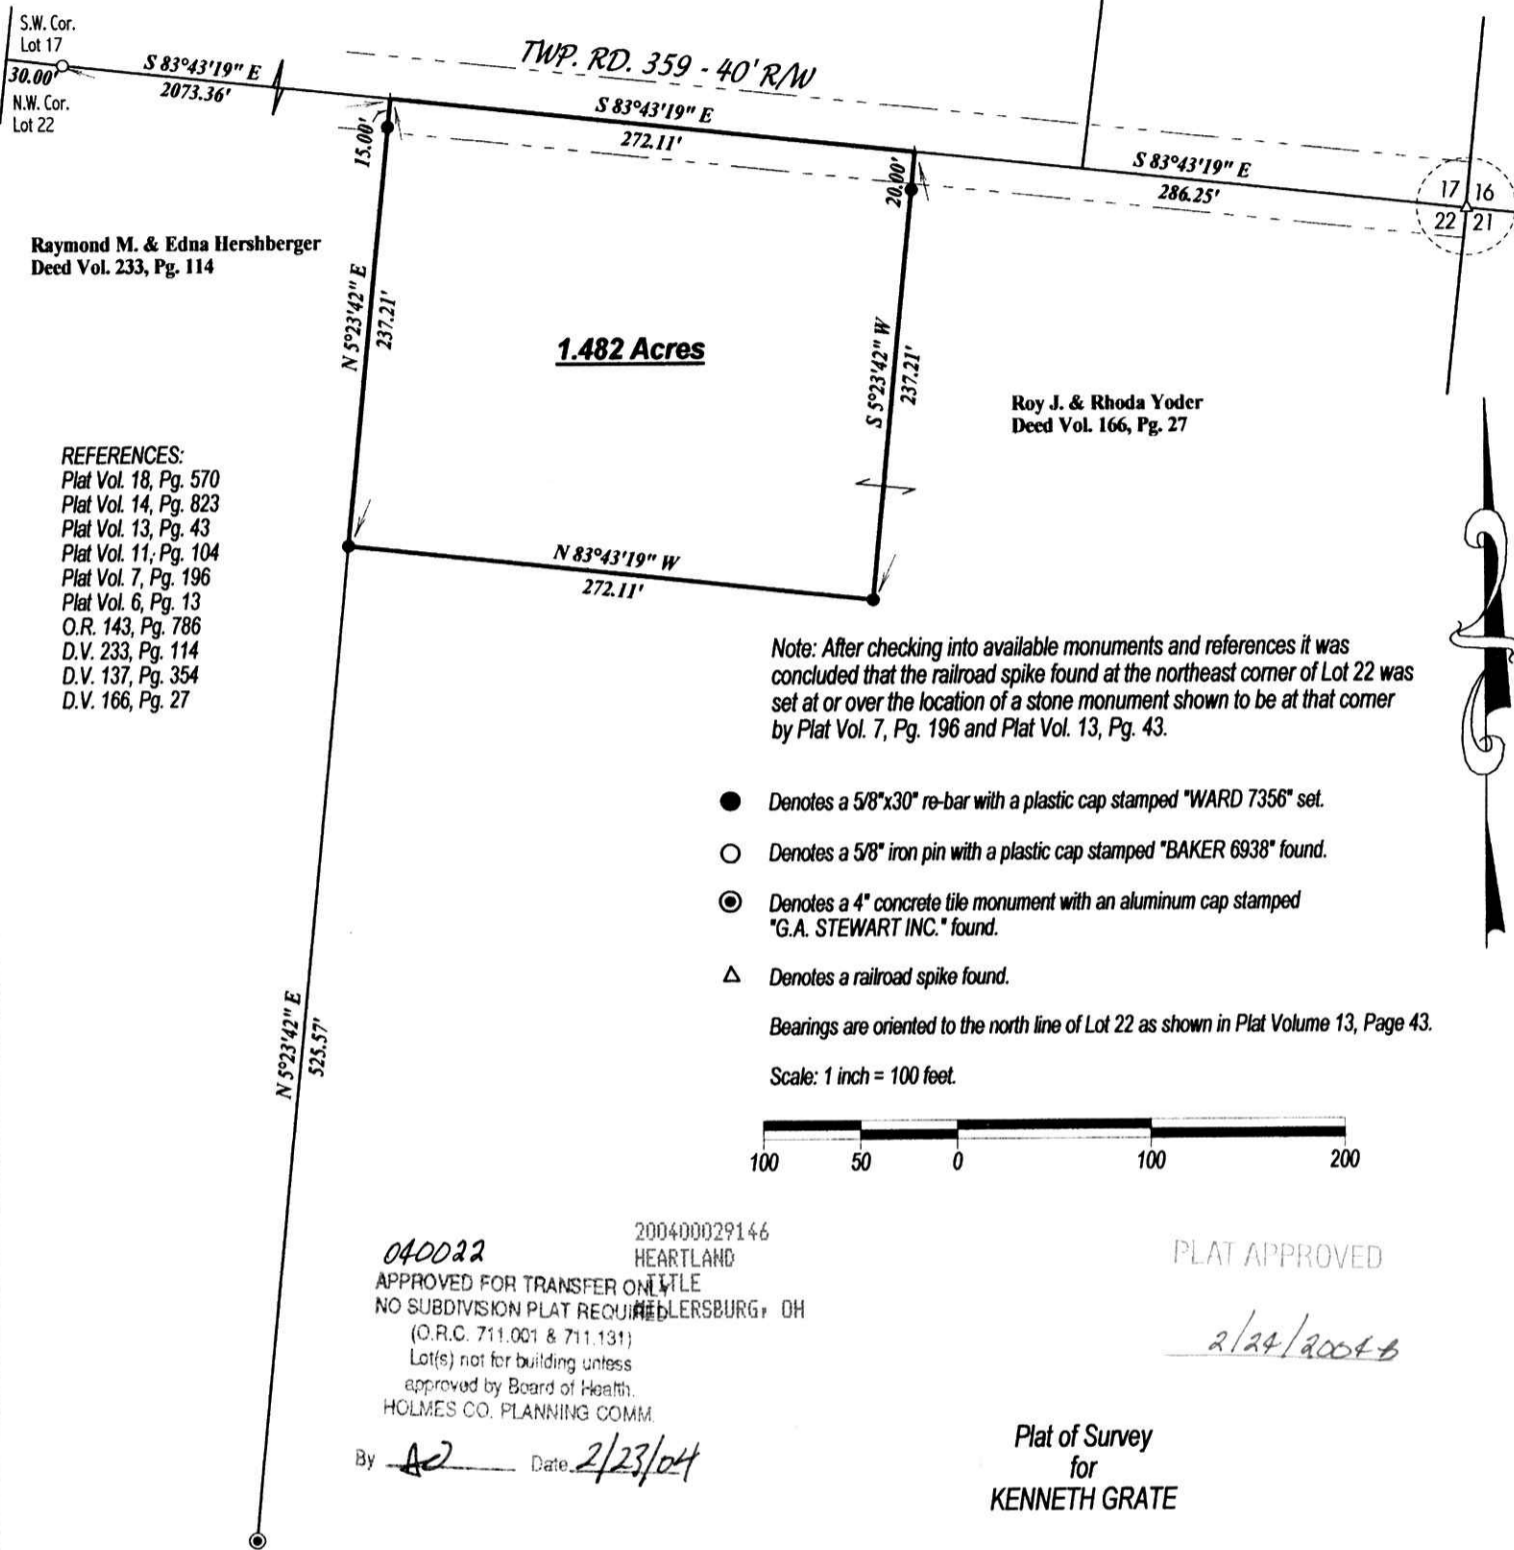 S.W. Cor.
Lot 17
30.00'
N.W. Cor.
Lot 22
S 83°43'19" E
2073.36'
TWP. RD. 359 - 40' R/W
S 83°43'19" E
272.11'
S 83°43'19" E
286.25'
17 16
22 21
15.00'
20.00'
Raymond M. & Edna Hershberger
Deed Vol. 233, Pg. 114
N 5°23'42" E
237.21'
1.482 Acres
S 5°23'42" W
237.21'
Roy J. & Rhoda Yoder
Deed Vol. 166, Pg. 27
REFERENCES:
Plat Vol. 18, Pg. 570
Plat Vol. 14, Pg. 823
Plat Vol. 13, Pg. 43
Plat Vol. 11, Pg. 104
Plat Vol. 7, Pg. 196
Plat Vol. 6, Pg. 13
O.R. 143, Pg. 786
D.V. 233, Pg. 114
D.V. 137, Pg. 354
D.V. 166, Pg. 27
N 83°43'19" W
272.11'
Note: After checking into available monuments and references it was
concluded that the railroad spike found at the northeast corner of Lot 22 was
set at or over the location of a stone monument shown to be at that corner
by Plat Vol. 7, Pg. 196 and Plat Vol. 13, Pg. 43.
Denotes a 5/8"x30" re-bar with a plastic cap stamped "WARD 7356" set.
Denotes a 5/8" iron pin with a plastic cap stamped "BAKER 6938" found.
Denotes a 4" concrete tile monument with an aluminum cap stamped
"G.A. STEWART INC." found.
Denotes a railroad spike found.
Bearings are oriented to the north line of Lot 22 as shown in Plat Volume 13, Page 43.
Scale: 1 inch = 100 feet.
100 50 0 100 200
N 5°23'42" E
525.57'
200400029146
HEARTLAND
TITLE
MILLERSBURG, OH
040022
APPROVED FOR TRANSFER ONLY
NO SUBDIVISION PLAT REQUIRED
(O.R.C. 711.001 & 711.131)
Lot(s) not for building unless
approved by Board of Health.
HOLMES CO. PLANNING COMM.
By Date 2/23/04
PLAT APPROVED
2/24/2004
Plat of Survey
for
KENNETH GRATE